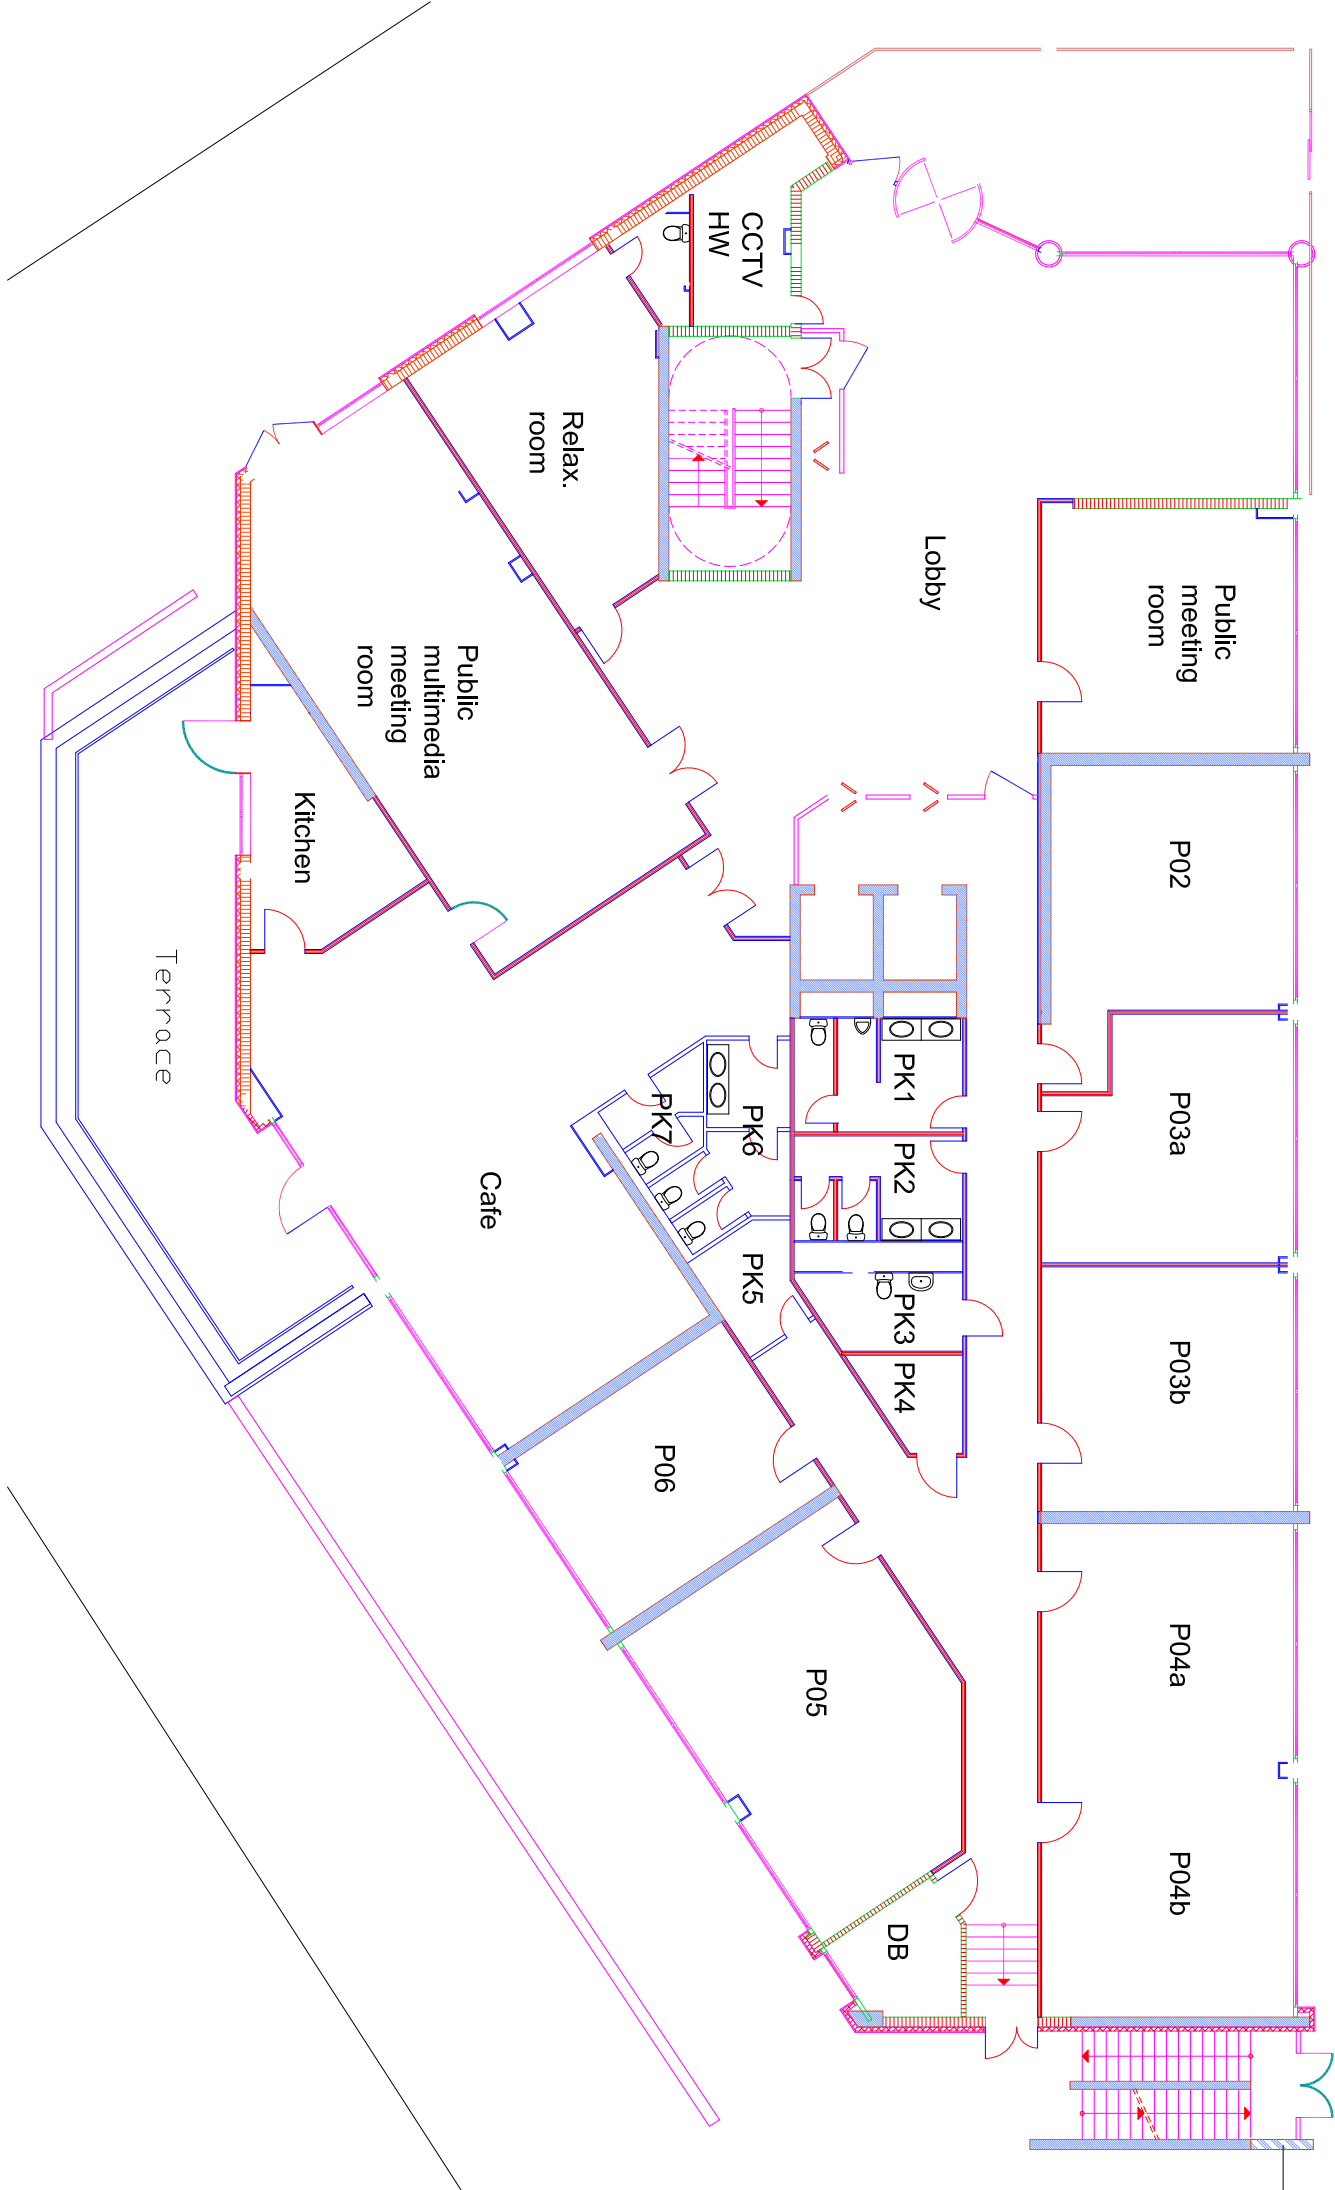 CCTV
HW
Relax.
room
Lobby
Public
meeting
room
Public
multimedia
meeting
room
Kitchen
Terrace
Cafe
P02
P03a
P03b
P04a
P04b
PK1
PK2
PK3
PK4
PK5
PK6
PK7
P06
P05
DB